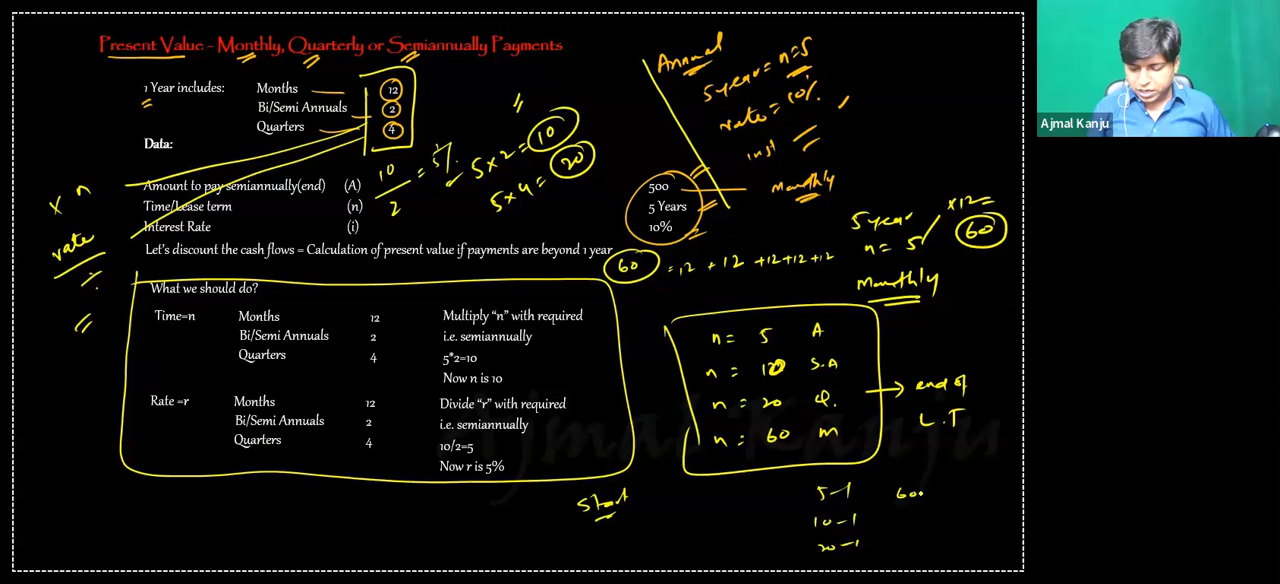 Present Value - Monthly, Quarterly or Semiannually Payments
1 Year includes: Months 12
Bi/Semi Annuals 2
Quarters 4
Data:
Amount to pay semiannually(end) (A) 500
Time/Lease term (n) 5 Years
Interest Rate (i) 10%
Let's discount the cash flows = Calculation of present value if payments are beyond 1 year
What we should do?
Time=n Months 12 Multiply "n" with required
Bi/Semi Annuals 2 i.e. semiannually
Quarters 4 5*2=10
Now n is 10
Rate =r Months 12 Divide "r" with required
Bi/Semi Annuals 2 i.e. semiannually
Quarters 4 10/2=5
Now r is 5%
x n
rate
÷
10/2 = 5%
5x2 = 10
5x4 = 20
Annual
5year = n=5
rate = 10%
inst
monthly
5year x12=
n = 5 60
monthly
60 = 12 + 12 +12+12+12
n = 5 A
n = 10 S.A
n = 20 Q.
n = 60 m
end of
L.T
Start
5-1 60
10-1
20-1
Ajmal Kanju
Ajmal Kanju